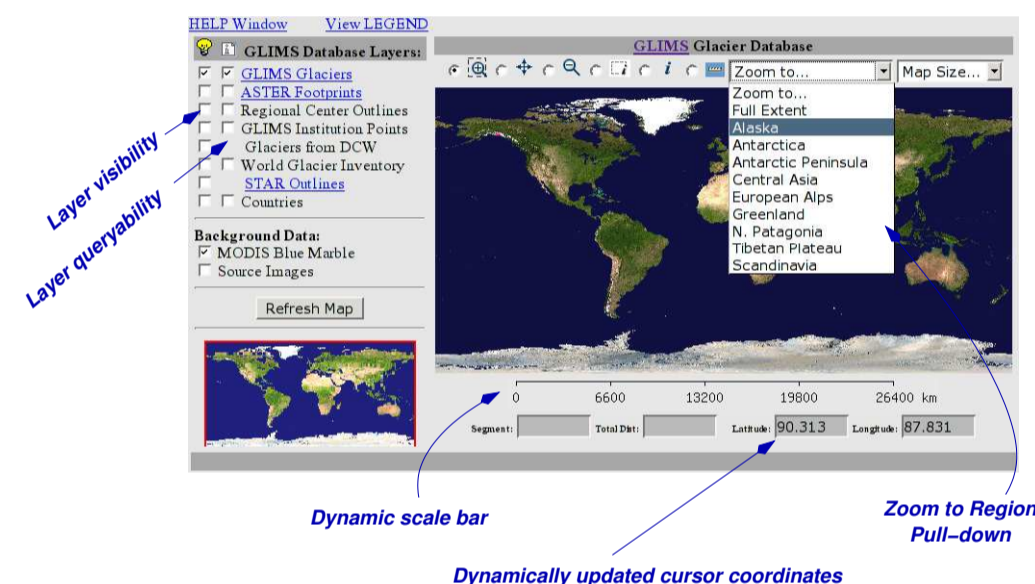 HELP Window View LEGEND
GLIMS Database Layers:
GLIMS Glaciers
ASTER Footprints
Regional Center Outlines
GLIMS Institution Points
Glaciers from DCW
World Glacier Inventory
STAR Outlines
Countries
Background Data:
MODIS Blue Marble
Source Images
Refresh Map
GLIMS Glacier Database
Zoom to... Map Size...
Zoom to...
Full Extent
Alaska
Antarctica
Antarctic Peninsula
Central Asia
European Alps
Greenland
N. Patagonia
Tibetan Plateau
Scandinavia
0 6600 13200 19800 26400 km
Segment: Total Dist: Latitude: 90.313 Longitude: 87.831
Layer visibility
Layer queryability
Dynamic scale bar
Zoom to Region
Pull−down
Dynamically updated cursor coordinates